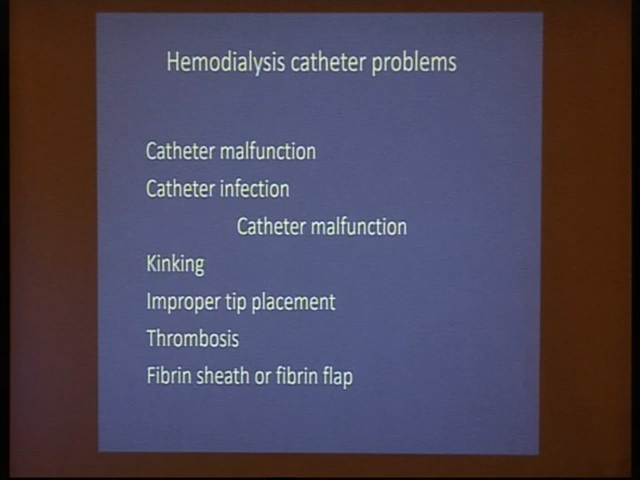 Hemodialysis catheter problems
Catheter malfunction
Catheter infection
Catheter malfunction
Kinking
Improper tip placement
Thrombosis
Fibrin sheath or fibrin flap